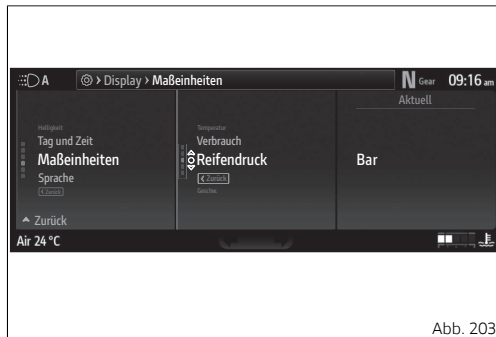 A
> Display > Maßeinheiten
N Gear
09:16 am
Aktuell
Helligkeit
Tag und Zeit
Maßeinheiten
Sprache
< Zurück
Zurück
Temperatur
Verbrauch
Reifendruck
< Zurück
Geschw.
Bar
Air 24 °C
Abb. 203